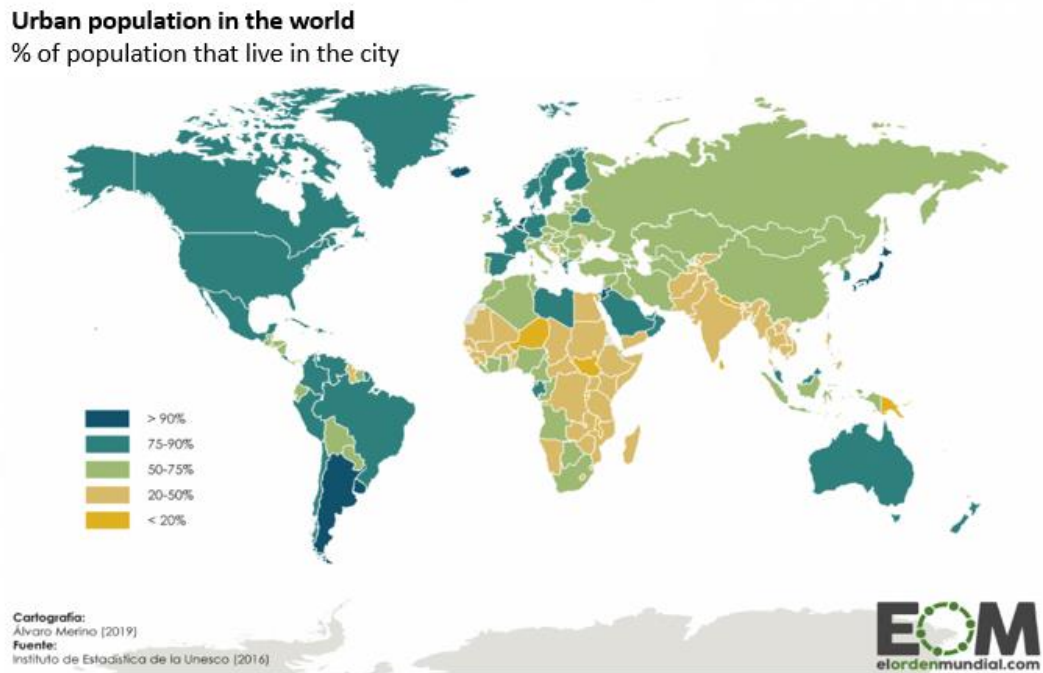 Urban population in the world
% of population that live in the city
> 90%
75-90%
50-75%
20-50%
< 20%
Cartografía:
Álvaro Merino (2019)
Fuente:
Instituto de Estadística de la Unesco (2016)
EOM
elordenmundial.com